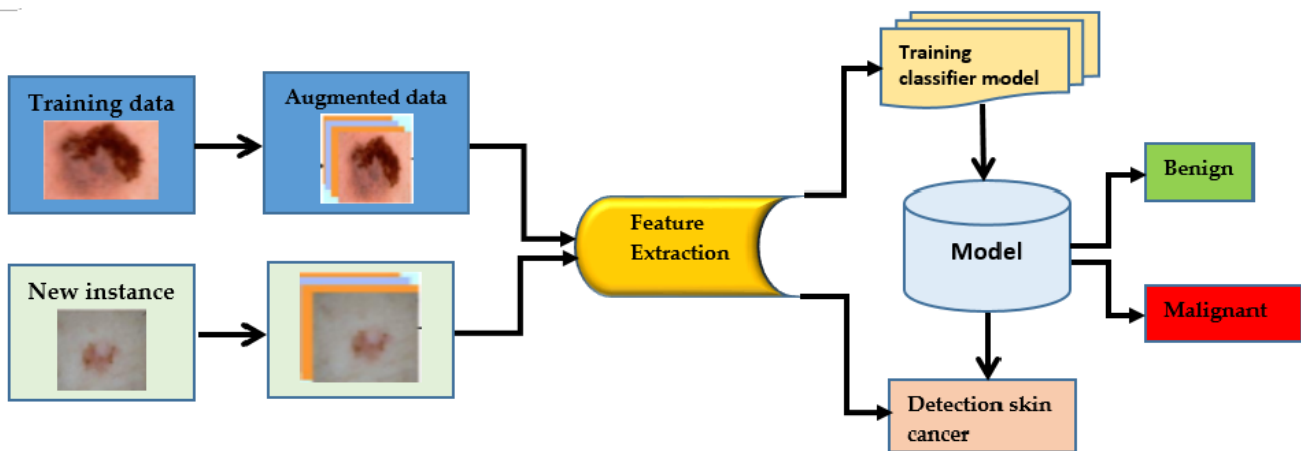 Training data
Augmented data
New instance
Feature
Extraction
Training
classifier model
Model
Benign
Malignant
Detection skin
cancer